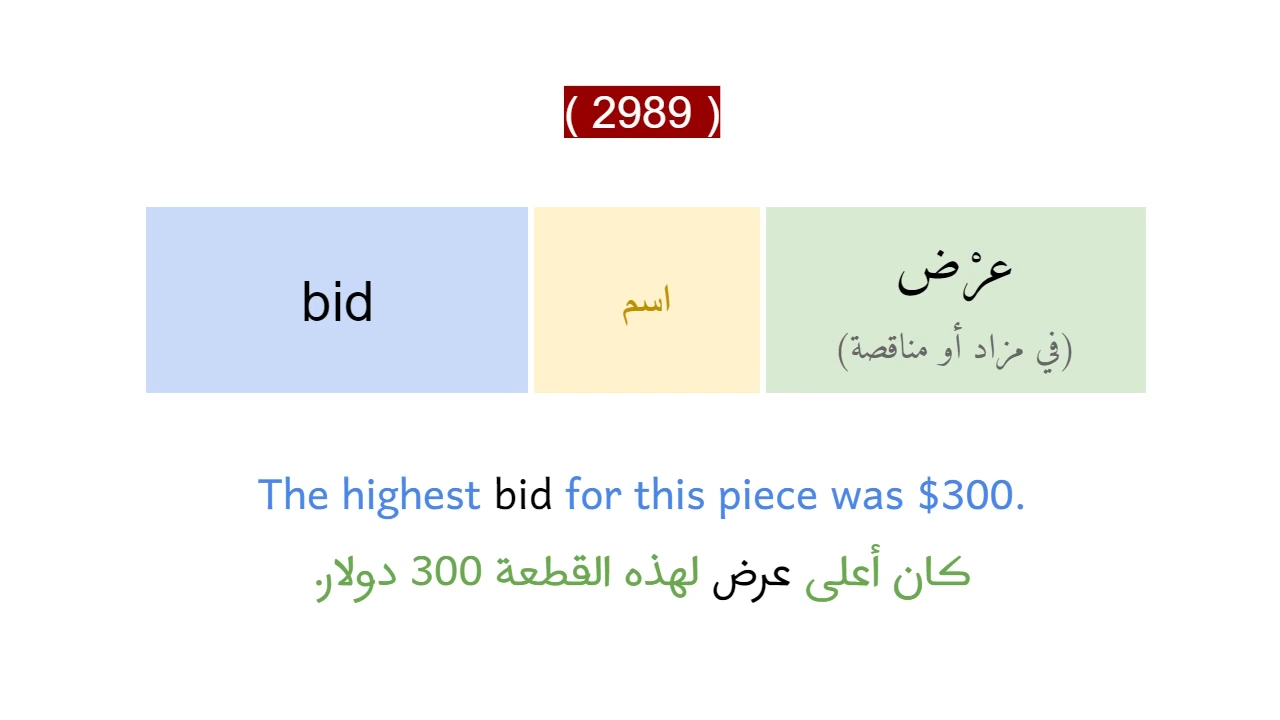 ( 2989 )
bid
اسم
عرْض
(في مزاد أو مناقصة)
The highest bid for this piece was $300.
كان أعلى عرض لهذه القطعة 300 دولار.